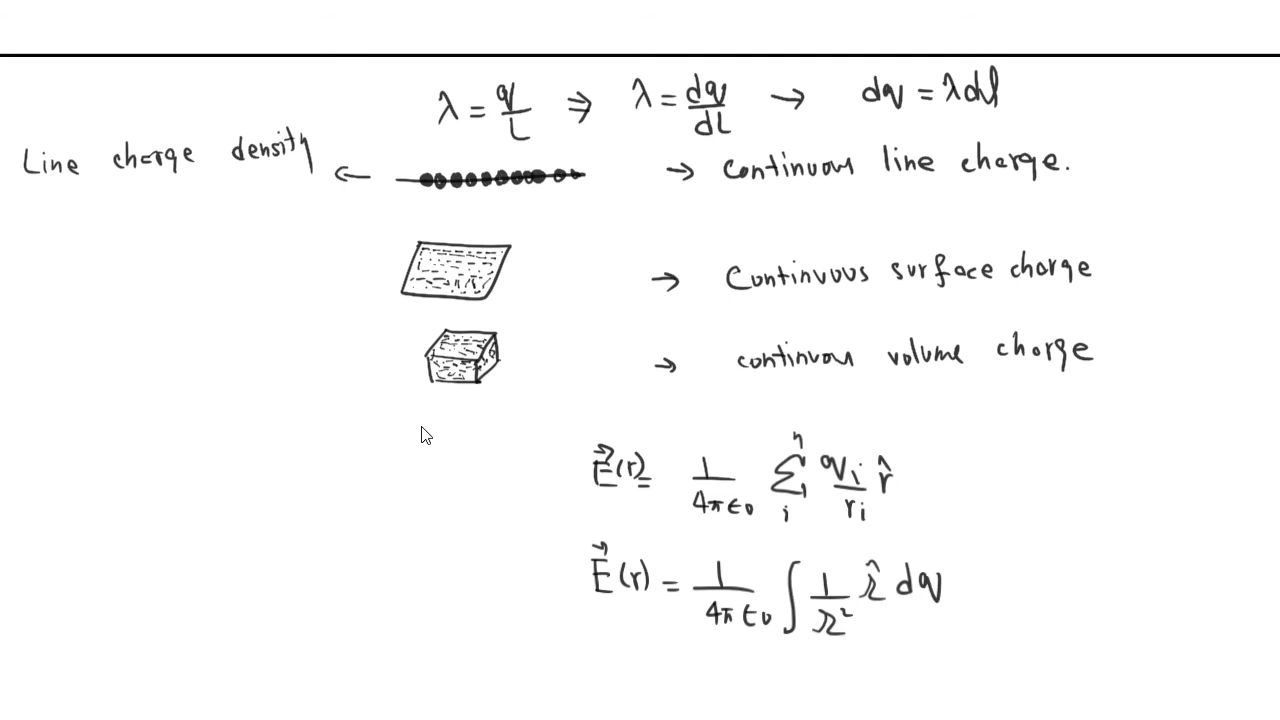 λ = q/L ⇒ λ = dq/dL → dq = λdl
Line charge density ← → continuous line charge.
→ Continuous surface charge
→ continuous volume charge
E⃗(r) = 1/4πϵ₀ Σᵢⁿ qᵢ/rᵢ r̂
E⃗(r) = 1/4πϵ₀ ∫ 1/r² r̂ dq